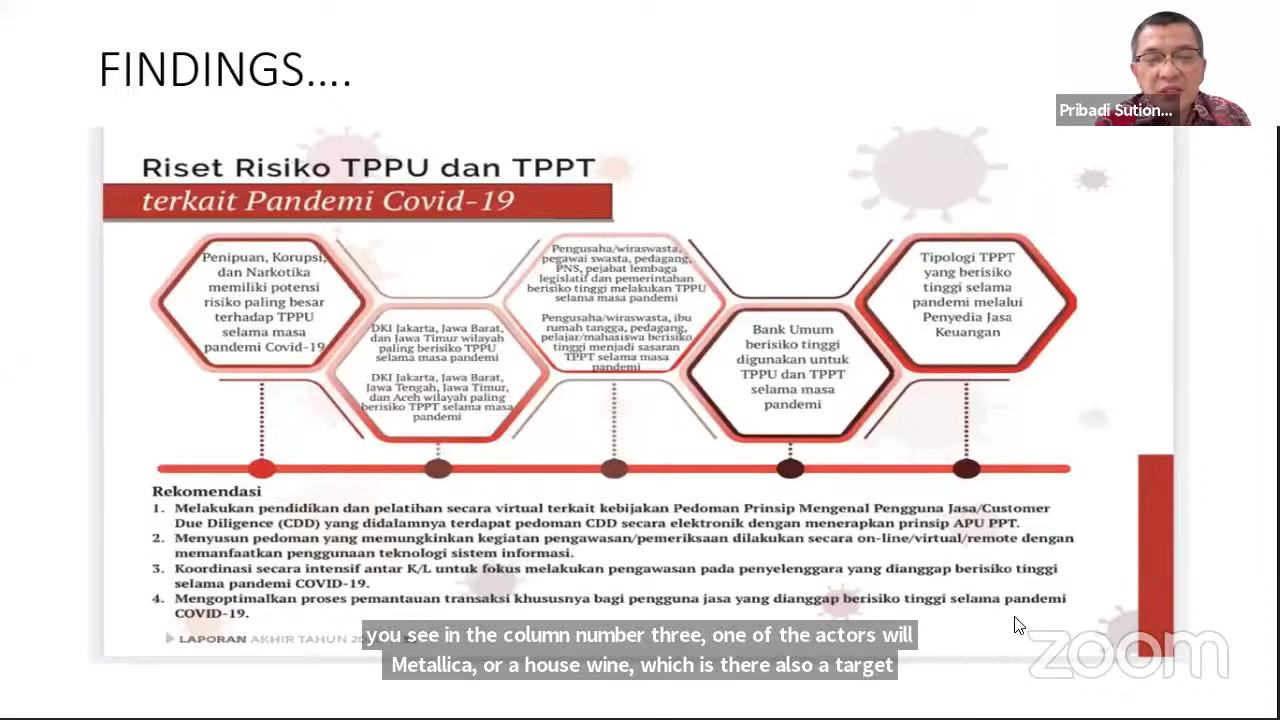 FINDINGS....
Pribadi Sution...
Riset Risiko TPPU dan TPPT
terkait Pandemi Covid-19
Penipuan, Korupsi,
dan Narkotika
memiliki potensi
risiko paling besar
terhadap TPPU
selama masa
pandemi Covid-19
DKI Jakarta, Jawa Barat,
dan Jawa Timur wilayah
paling berisiko TPPU
selama masa pandemi
DKI Jakarta, Jawa Barat,
Jawa Tengah, Jawa Timur,
dan Aceh wilayah paling
berisiko TPPT selama masa
pandemi
Pengusaha/wiraswasta,
pegawai swasta, pedagang,
PNS, pejabat lembaga
legislatif dan pemerintahan
berisiko tinggi melakukan TPPU
selama masa pandemi
Pengusaha/wiraswasta, ibu
rumah tangga, pedagang,
pelajar/mahasiswa berisiko
tinggi menjadi sasaran
TPPT selama masa
pandemi
Bank Umum
berisiko tinggi
digunakan untuk
TPPU dan TPPT
selama masa
pandemi
Tipologi TPPT
yang berisiko
tinggi selama
pandemi melalui
Penyedia Jasa
Keuangan
Rekomendasi
1. Melakukan pendidikan dan pelatihan secara virtual terkait kebijakan Pedoman Prinsip Mengenal Pengguna Jasa/Customer
Due Diligence (CDD) yang didalamnya terdapat pedoman CDD secara elektronik dengan menerapkan prinsip APU PPT.
2. Menyusun pedoman yang memungkinkan kegiatan pengawasan/pemeriksaan dilakukan secara on-line/virtual/remote dengan
memanfaatkan penggunaan teknologi sistem informasi.
3. Koordinasi secara intensif antar K/L untuk fokus melakukan pengawasan pada penyelenggara yang dianggap berisiko tinggi
selama pandemi COVID-19.
4. Mengoptimalkan proses pemantauan transaksi khususnya bagi pengguna jasa yang dianggap berisiko tinggi selama pandemi
COVID-19.
LAPORAN AKHIR TAHUN
you see in the column number three, one of the actors will
Metallica, or a house wine, which is there also a target
zoom